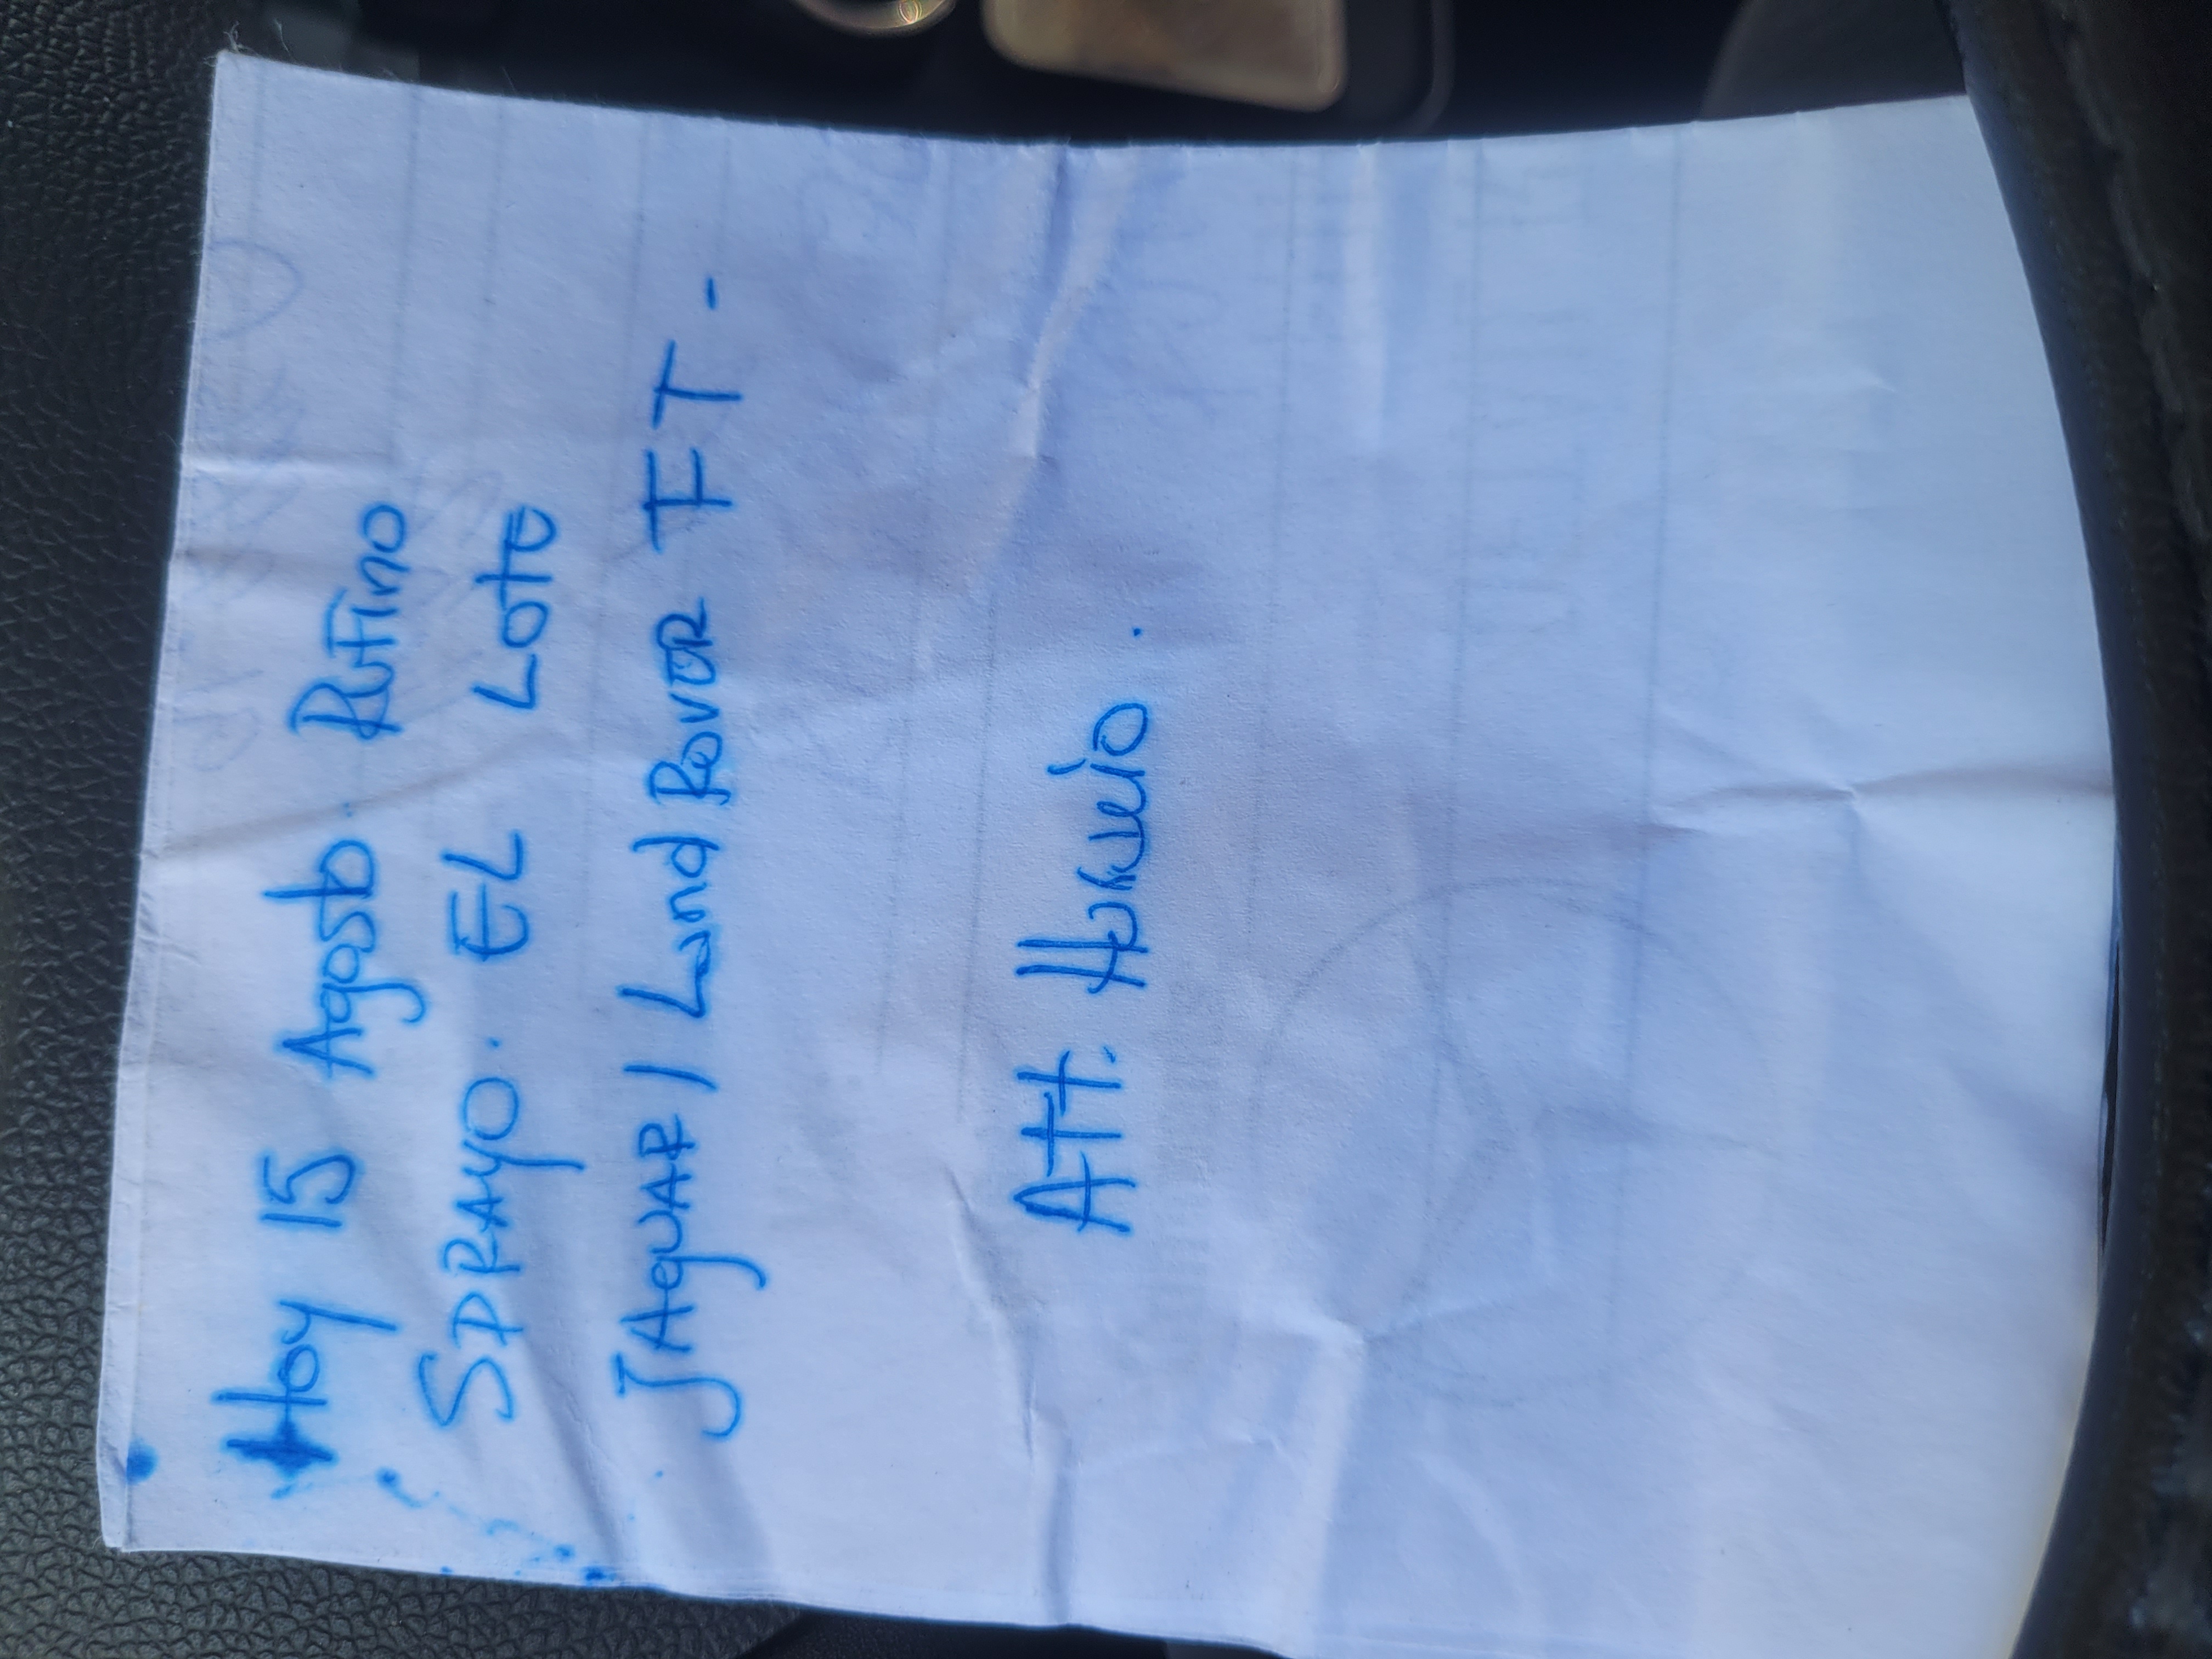 Hoy 15 Agosto. Rufino
SPRAYO. EL Lote
JAguAR / Land Rover FT -
Att. Horacio.